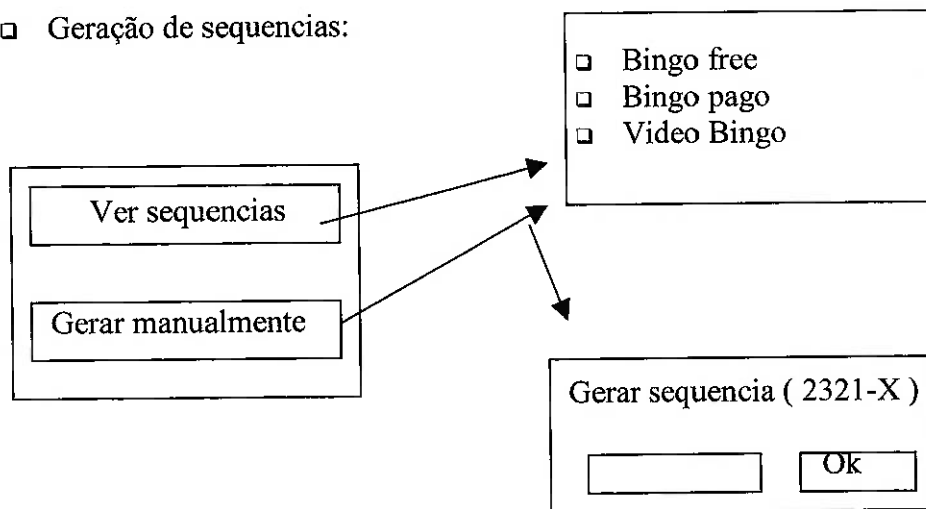 ❑ Geração de sequencias:
❑ Bingo free
❑ Bingo pago
❑ Video Bingo
Ver sequencias
Gerar manualmente
Gerar sequencia ( 2321-X )
Ok